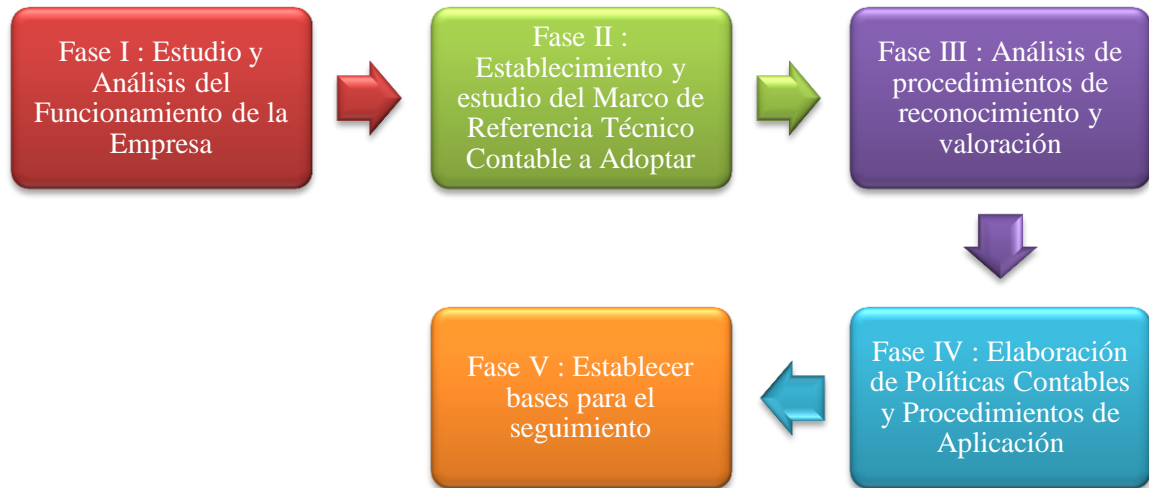 Fase I : Estudio y
Análisis del
Funcionamiento de la
Empresa
Fase II :
Establecimiento y
estudio del Marco de
Referencia Técnico
Contable a Adoptar
Fase III : Análisis de
procedimientos de
reconocimiento y
valoración
Fase IV : Elaboración
de Políticas Contables
y Procedimientos de
Aplicación
Fase V : Establecer
bases para el
seguimiento